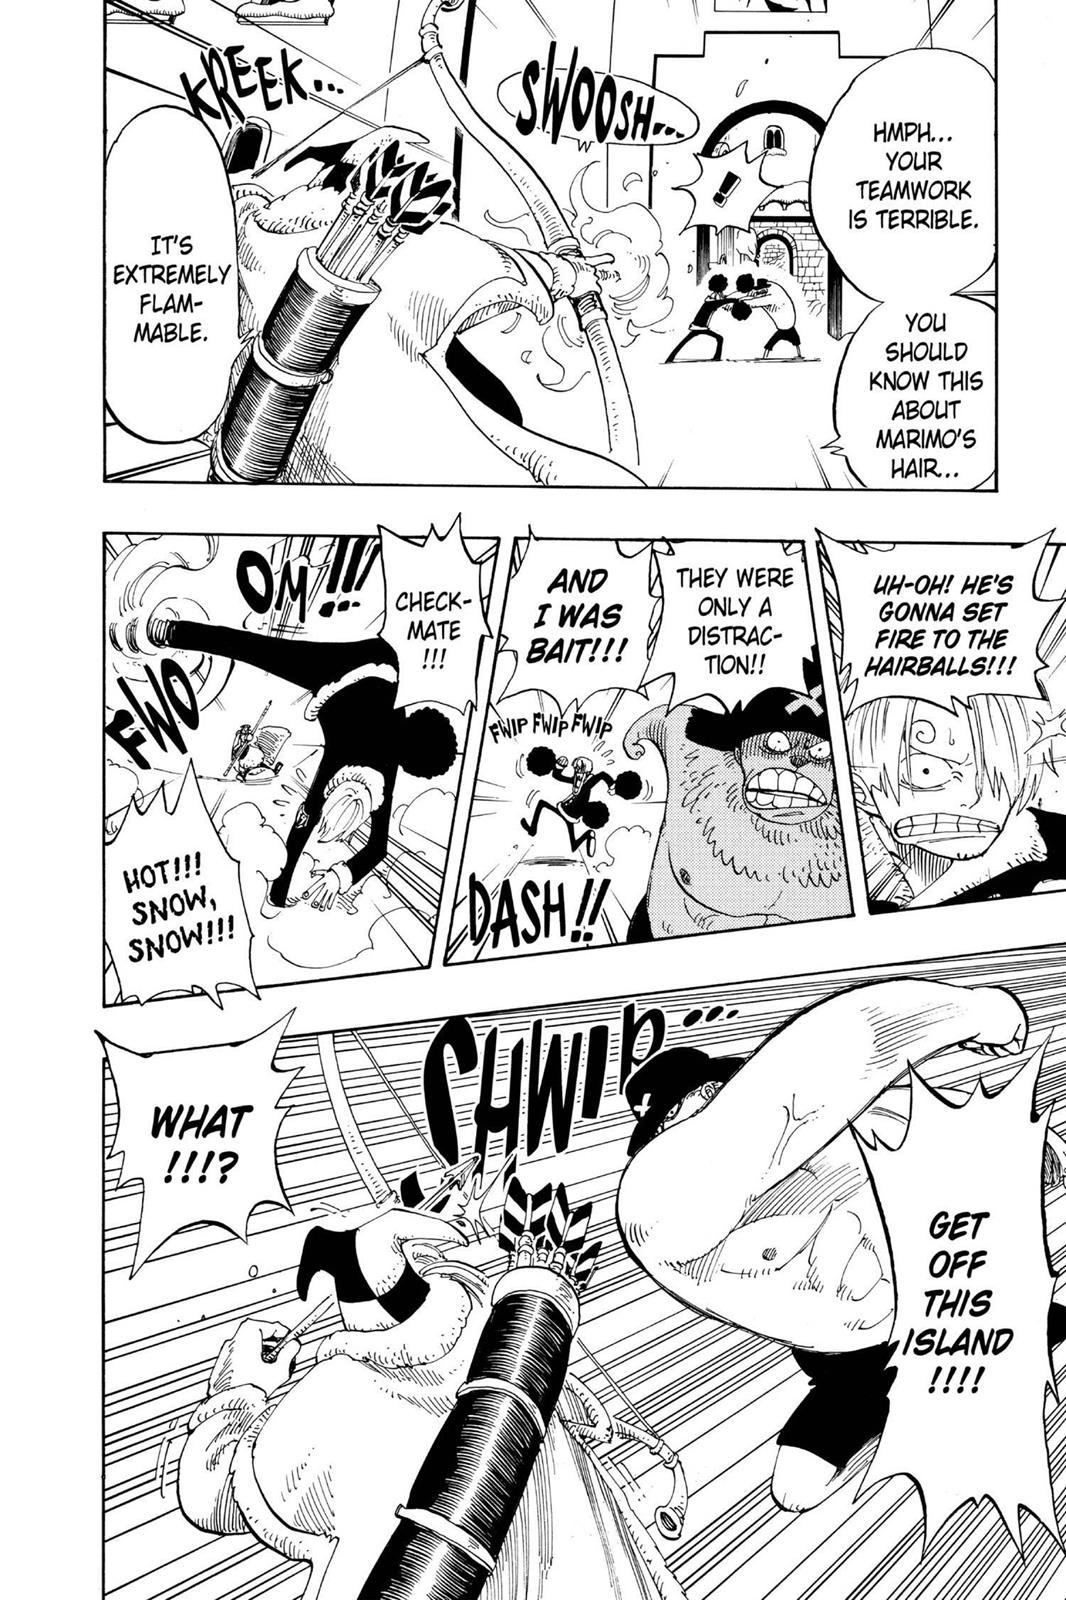 HMPH...
YOUR
TEAMWORK
IS TERRIBLE.
YOU
SHOULD
KNOW THIS
ABOUT
MARIMO'S
HAIR...
SWOOSH...
!!
KREEK...
IT'S
EXTREMELY
FLAM-
MABLE.
UH-OH! HE'S
GONNA SET
FIRE TO THE
HAIRBALLS!!!
THEY WERE
ONLY A
DISTRAC-
TION!!
AND
I WAS
BAIT!!!
FWIP FWIP FWIP
DASH!!
CHECK-
MATE
!!!
OM!!!
FWO
HOT!!!
SNOW,
SNOW!!!
GET
OFF
THIS
ISLAND
!!!!
SHWIP...
WHAT
!!!?